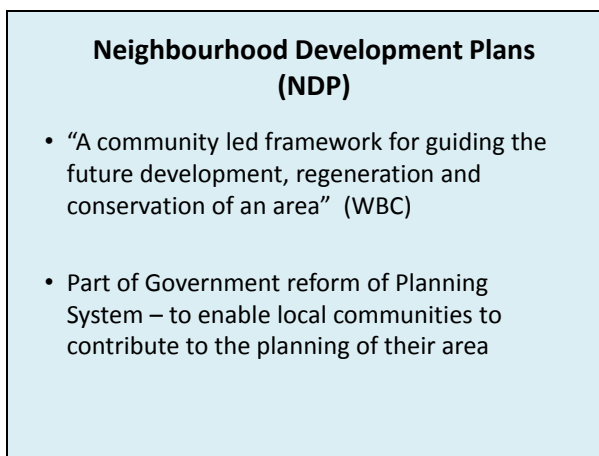 Neighbourhood Development Plans
(NDP)
• “A community led framework for guiding the
future development, regeneration and
conservation of an area” (WBC)
• Part of Government reform of Planning
System – to enable local communities to
contribute to the planning of their area